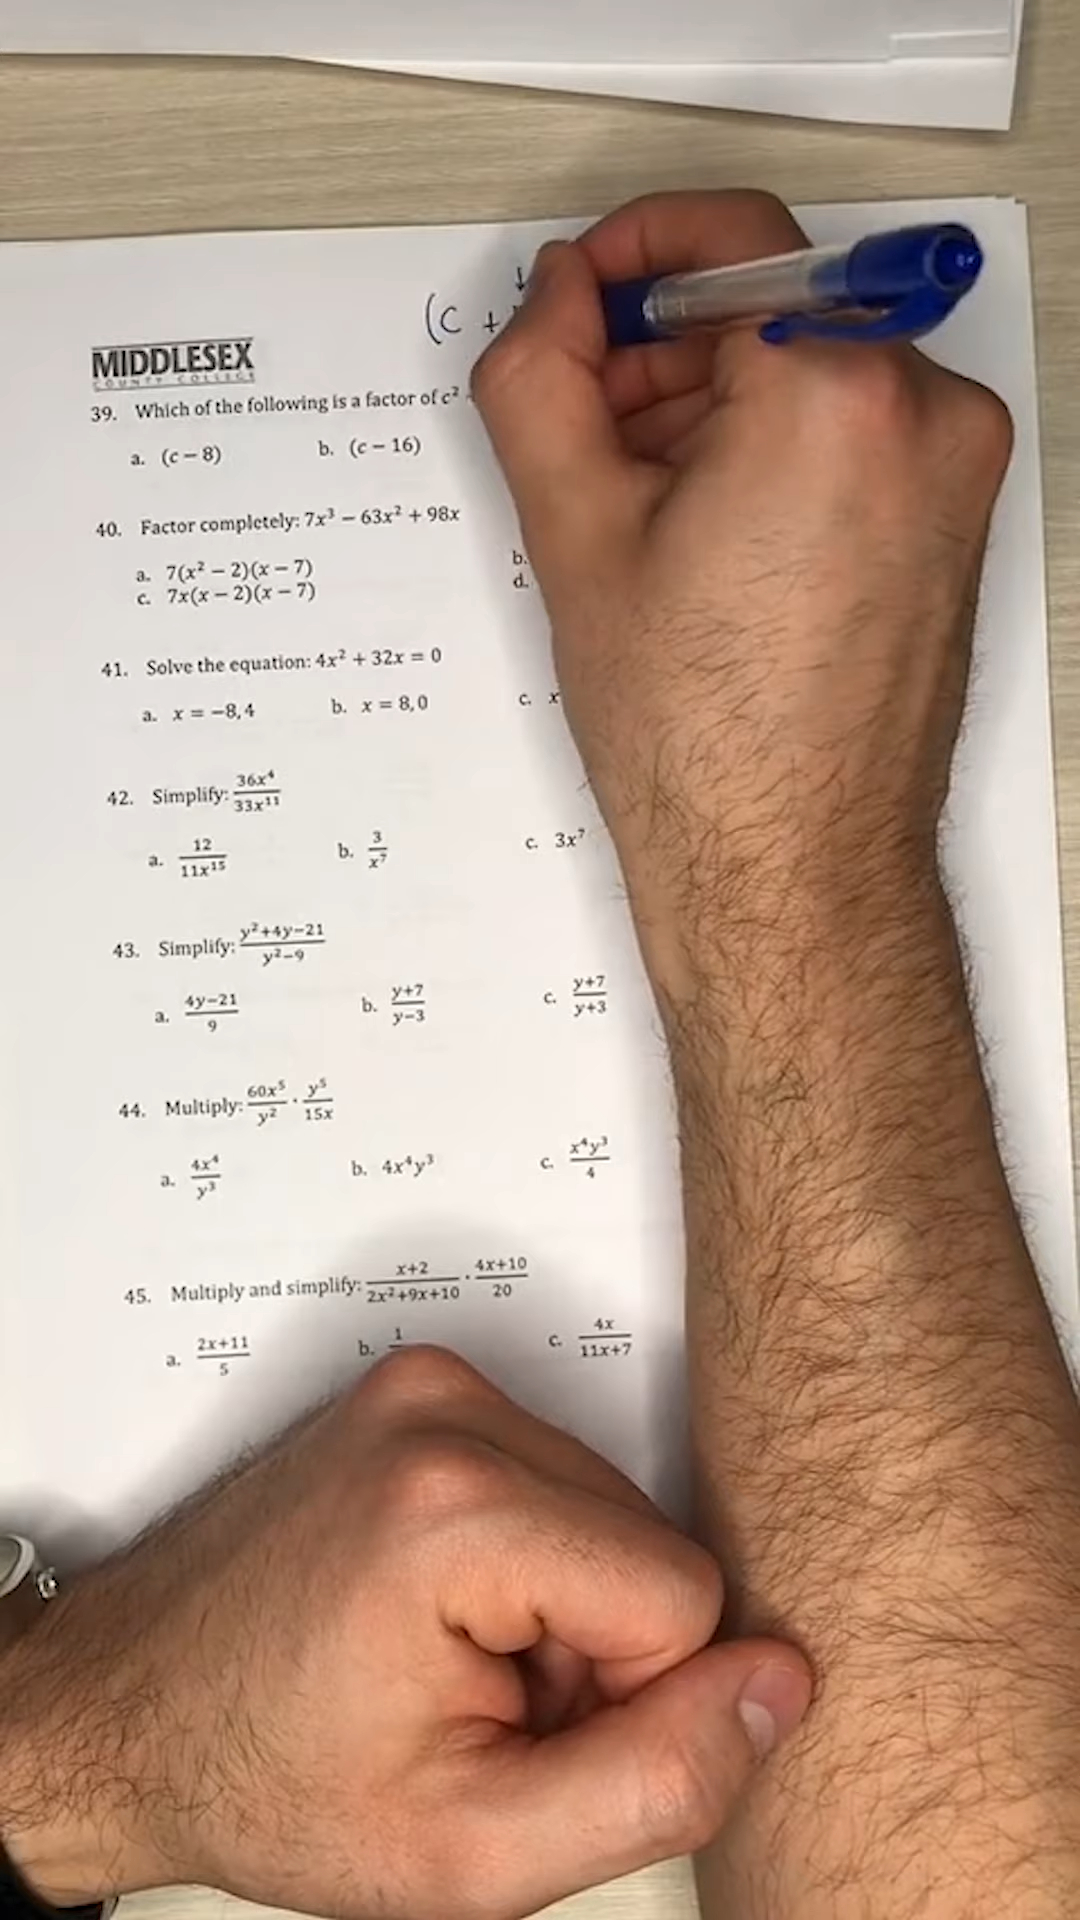 (c +
MIDDLESEX
COUNTY COLLEGE
39. Which of the following is a factor of c²
a. (c − 8) b. (c − 16)
40. Factor completely: 7x³ − 63x² + 98x
a. 7(x² − 2)(x − 7) b.
c. 7x(x − 2)(x − 7) d.
41. Solve the equation: 4x² + 32x = 0
a. x = −8, 4 b. x = 8, 0 c. x
42. Simplify: 36x⁴/33x¹¹
a. 12/11x¹⁵ b. 3/x⁷ c. 3x⁷
43. Simplify: y²+4y−21/y²−9
a. 4y−21/9 b. y+7/y−3 c. y+7/y+3
44. Multiply: 60x⁵/y² · y⁵/15x
a. 4x⁴/y³ b. 4x⁴y³ c. x⁴y³/4
45. Multiply and simplify: x+2/2x²+9x+10 · 4x+10/20
a. 2x+11/5 b. 1 c. 4x/11x+7